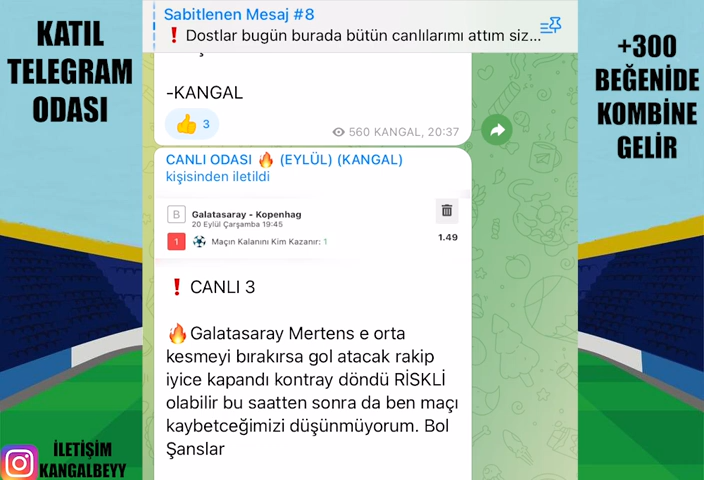 KATIL
TELEGRAM
ODASI
Sabitlenen Mesaj #8
❗ Dostlar bugün burada bütün canlılarımı attım siz...
+300
BEĞENİDE
KOMBİNE
GELİR
-KANGAL
👍 3
560 KANGAL, 20:37
CANLI ODASI 🔥 (EYLÜL) (KANGAL)
kişisinden iletildi
B
Galatasaray - Kopenhag
20 Eylül Çarşamba 19:45
1 ⚽ Maçın Kalanını Kim Kazanır: 1
1.49
❗ CANLI 3
🔥Galatasaray Mertens e orta
kesmeyi bırakırsa gol atacak rakip
iyice kapandı kontray döndü RİSKLİ
olabilir bu saatten sonra da ben maçı
kaybetceğimizi düşünmüyorum. Bol
Şanslar
İLETİŞİM
KANGALBEYY